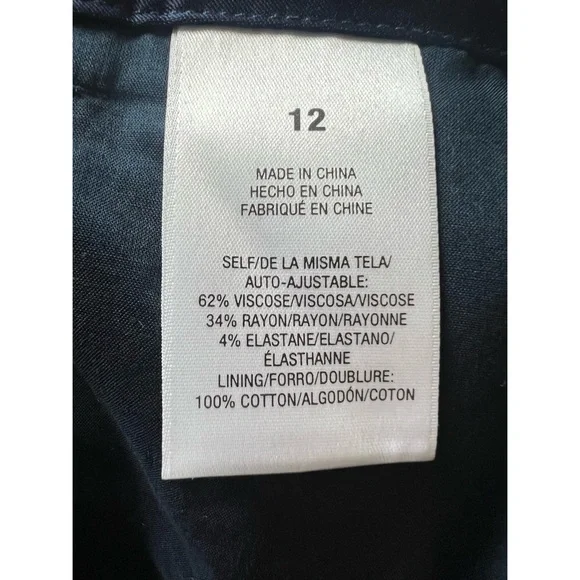 12
MADE IN CHINA
HECHO EN CHINA
FABRIQUÉ EN CHINE
SELF/DE LA MISMA TELA/
AUTO-AJUSTABLE:
62% VISCOSE/VISCOSA/VISCOSE
34% RAYON/RAYON/RAYONNE
4% ELASTANE/ELASTANO/
ÉLASTHANNE
LINING/FORRO/DOUBLURE:
100% COTTON/ALGODÓN/COTON